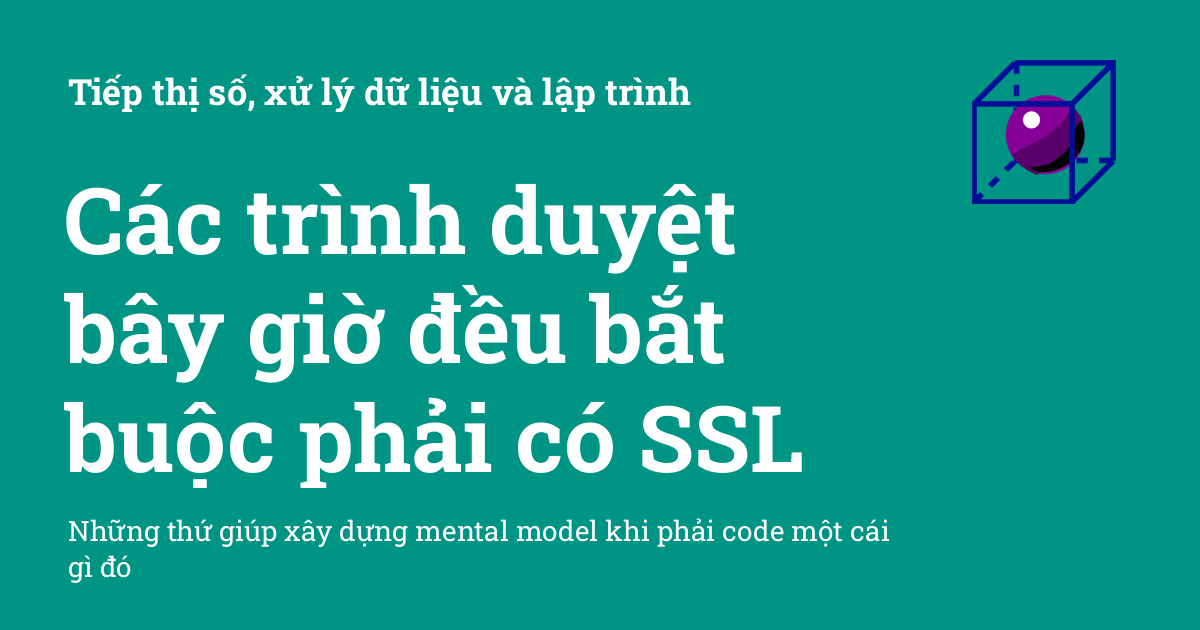 Tiếp thị số, xử lý dữ liệu và lập trình
Các trình duyệt
bây giờ đều bắt
buộc phải có SSL
Những thứ giúp xây dựng mental model khi phải code một cái
gì đó